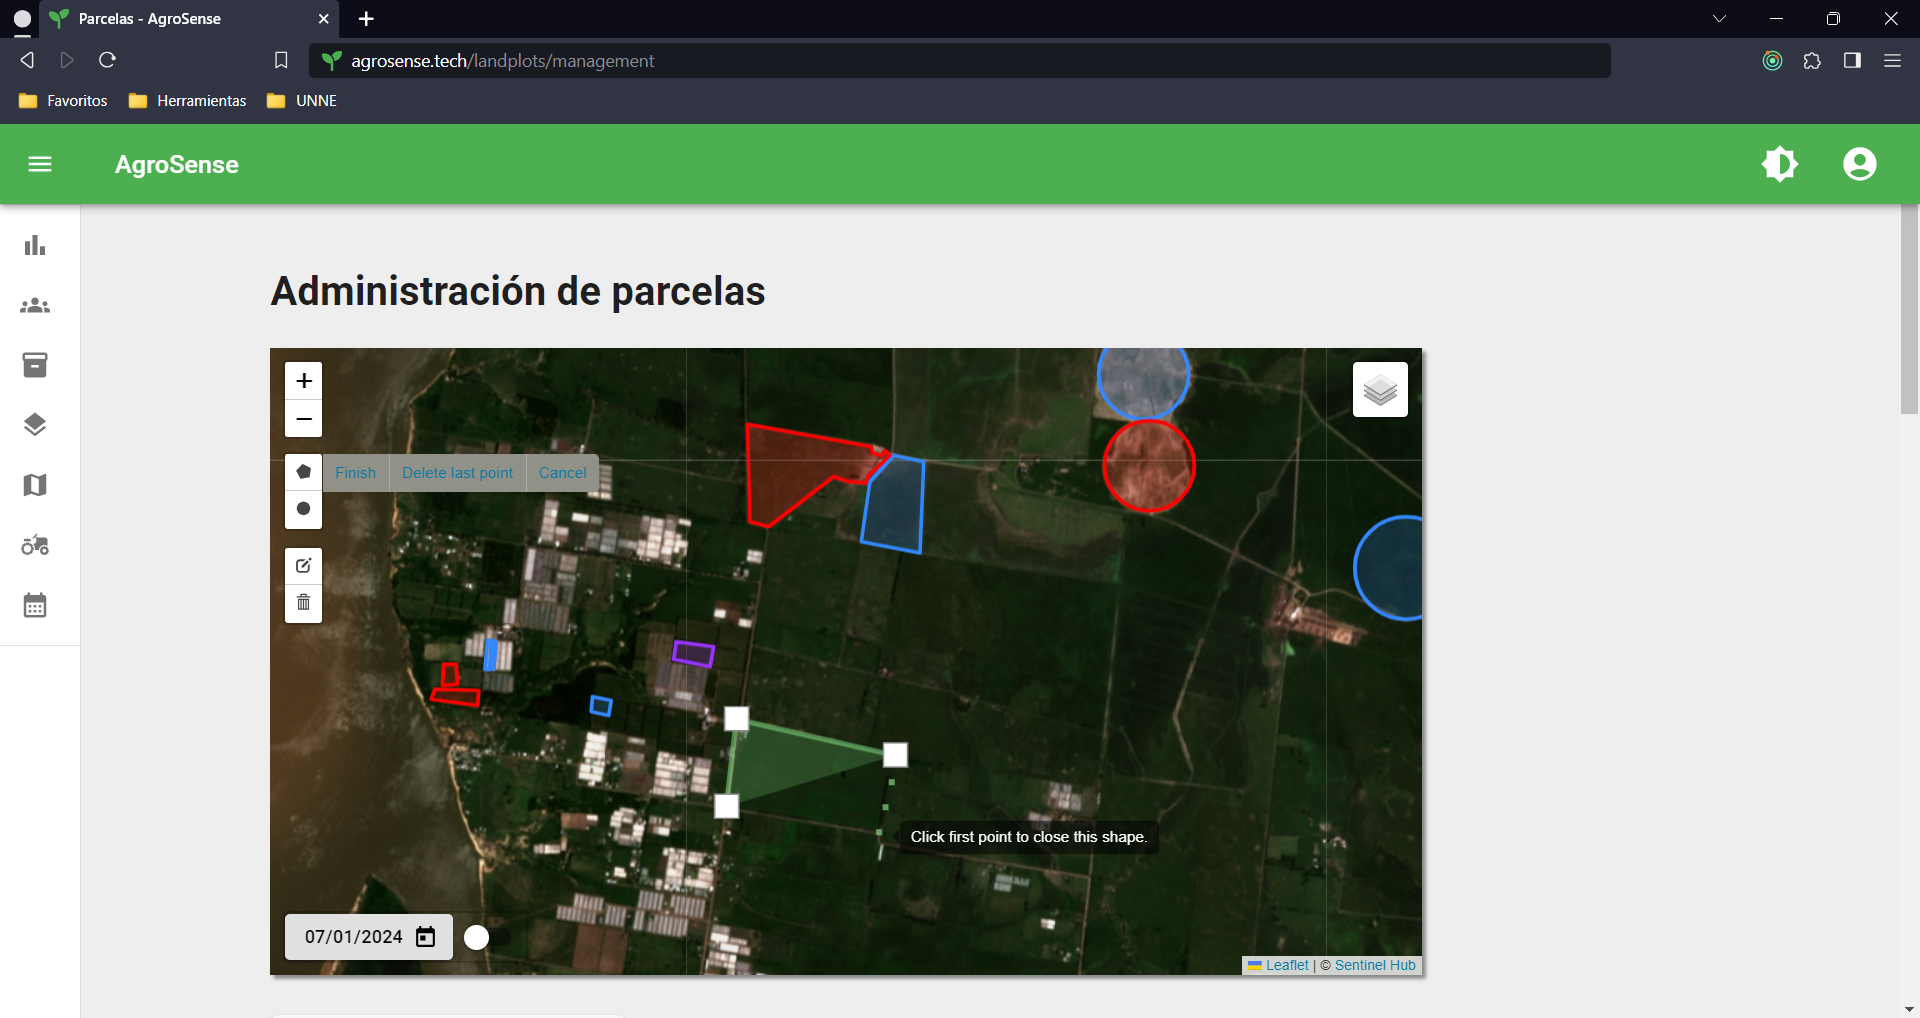 Parcelas - AgroSense
agrosense.tech/landplots/management
Favoritos Herramientas UNNE
AgroSense
Administración de parcelas
+
−
Finish Delete last point Cancel
Click first point to close this shape.
07/01/2024
Leaflet | © Sentinel Hub